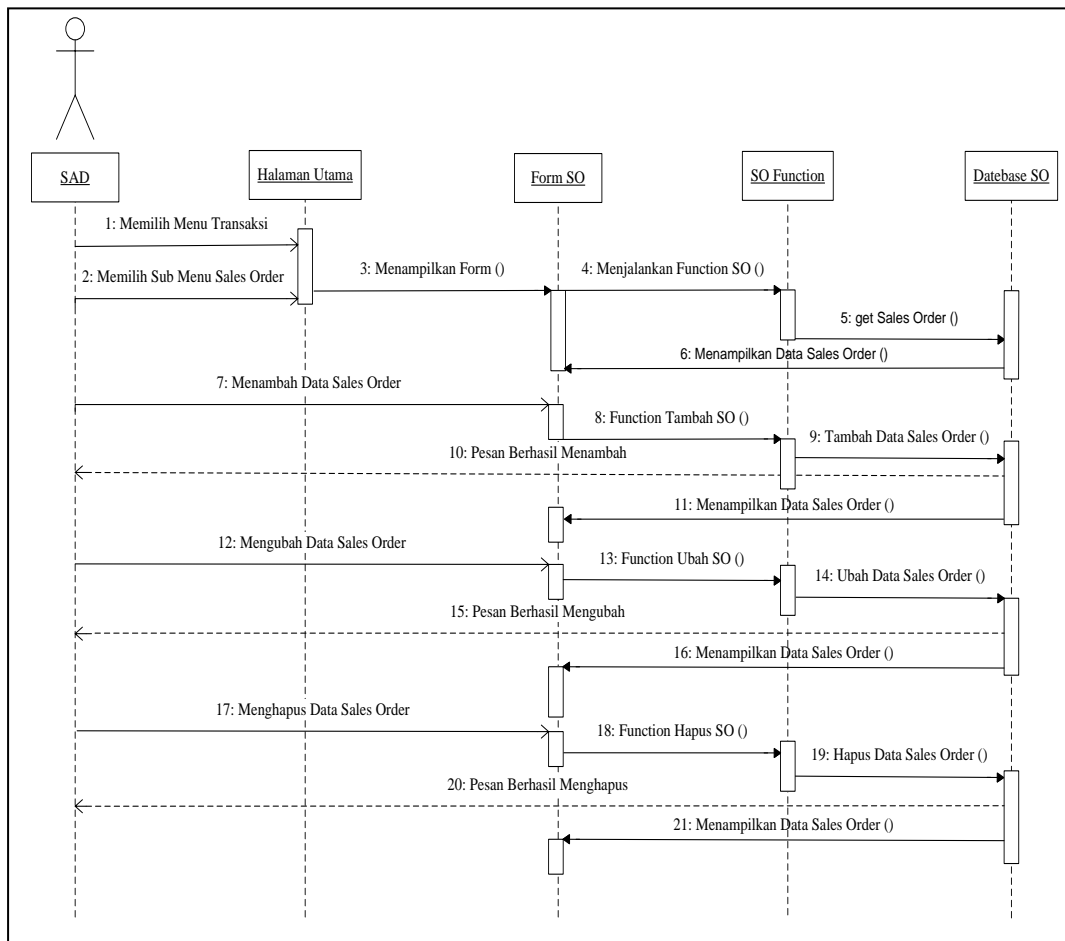 SAD
Halaman Utama
Form SO
SO Function
Datebase SO
1: Memilih Menu Transaksi
2: Memilih Sub Menu Sales Order
3: Menampilkan Form ()
4: Menjalankan Function SO ()
5: get Sales Order ()
6: Menampilkan Data Sales Order ()
7: Menambah Data Sales Order
8: Function Tambah SO ()
9: Tambah Data Sales Order ()
10: Pesan Berhasil Menambah
11: Menampilkan Data Sales Order ()
12: Mengubah Data Sales Order
13: Function Ubah SO ()
14: Ubah Data Sales Order ()
15: Pesan Berhasil Mengubah
16: Menampilkan Data Sales Order ()
17: Menghapus Data Sales Order
18: Function Hapus SO ()
19: Hapus Data Sales Order ()
20: Pesan Berhasil Menghapus
21: Menampilkan Data Sales Order ()